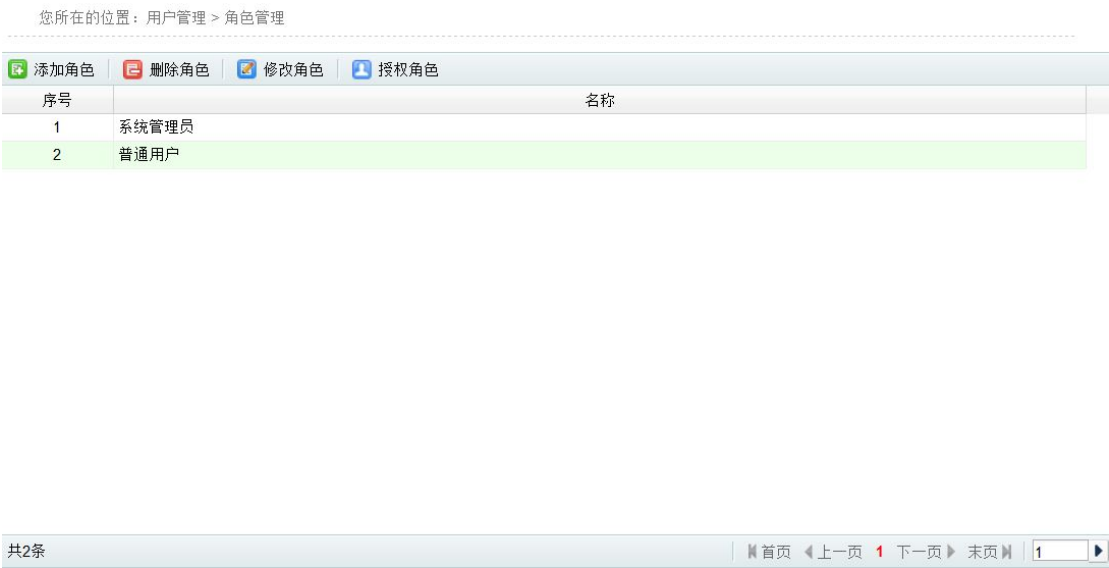 您所在的位置：用户管理 > 角色管理
添加角色 删除角色 修改角色 授权角色
序号 名称
1 系统管理员
2 普通用户
共2条 首页 上一页 1 下一页 末页 1